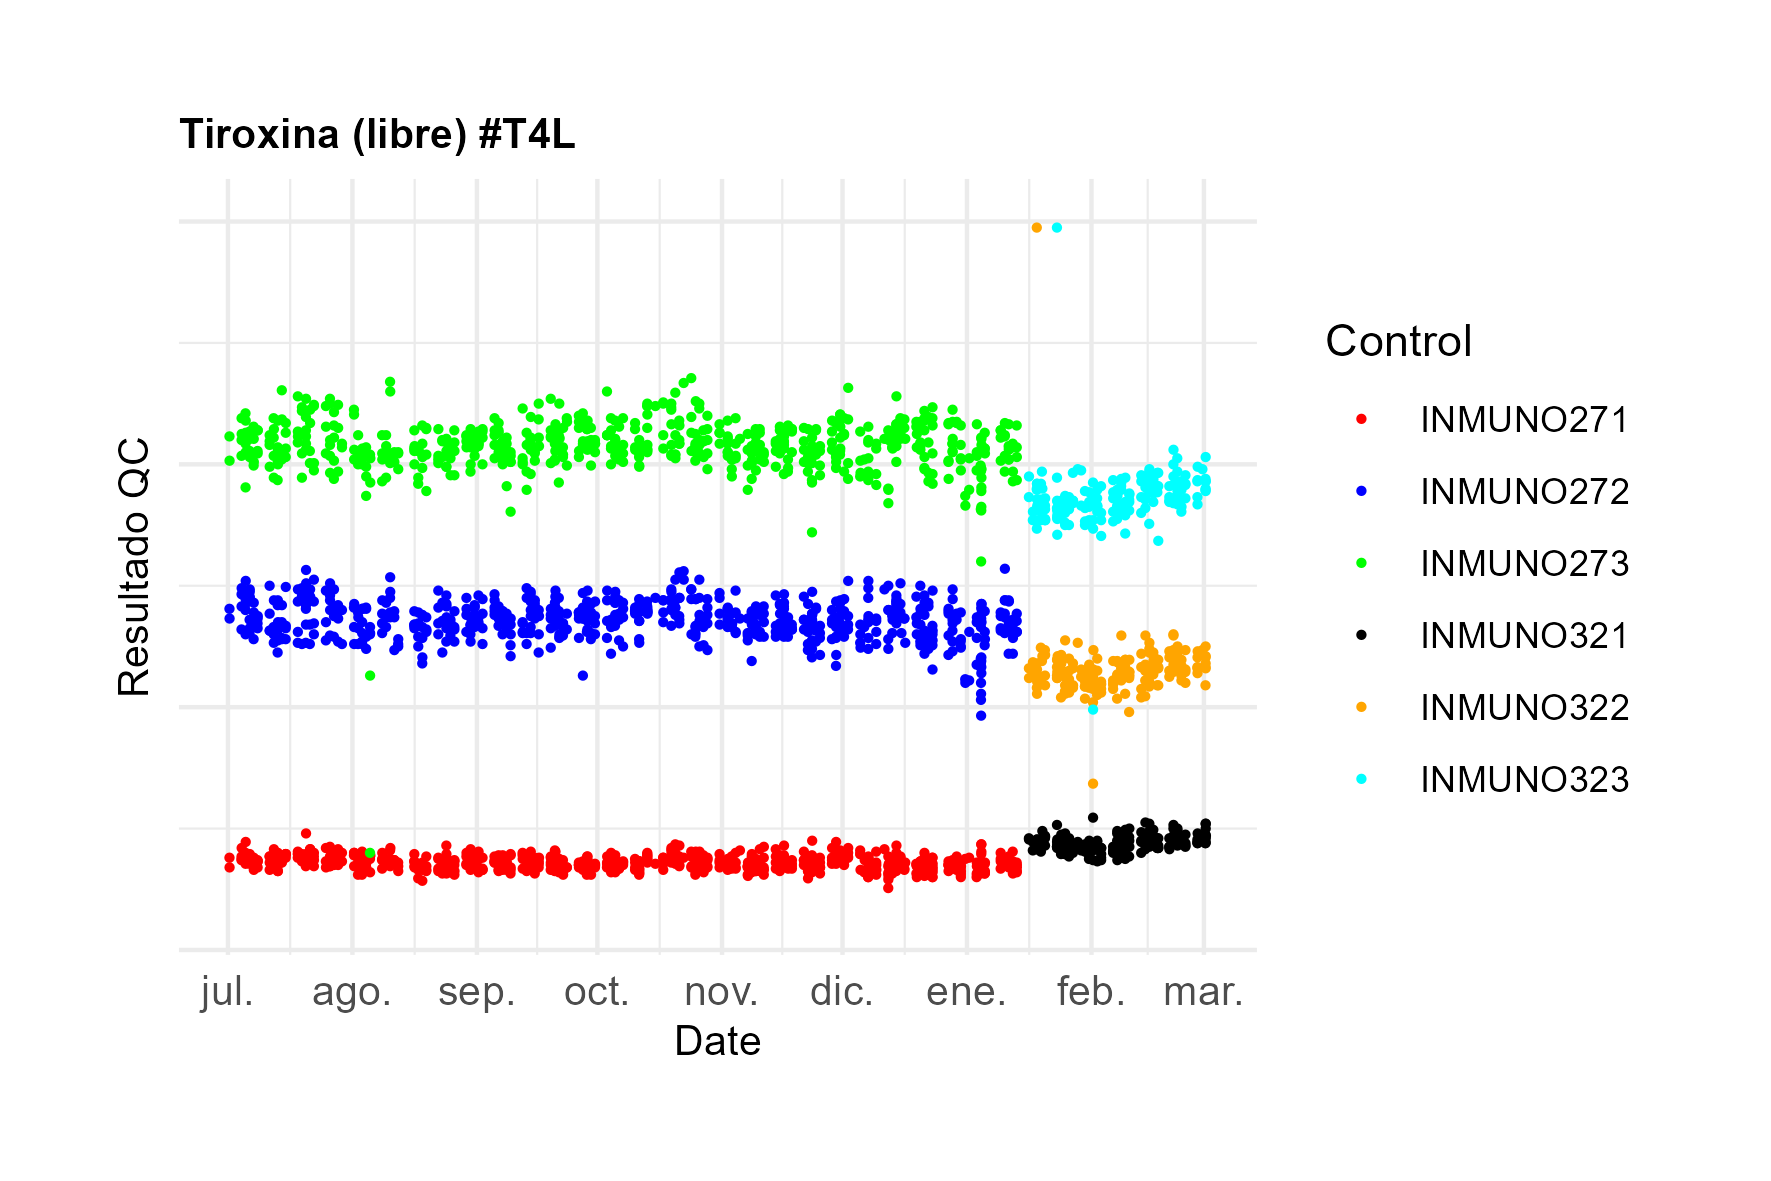 Tiroxina (libre) #T4L
Resultado QC
jul. ago. sep. oct. nov. dic. ene. feb. mar.
Date
Control
INMUNO271
INMUNO272
INMUNO273
INMUNO321
INMUNO322
INMUNO323